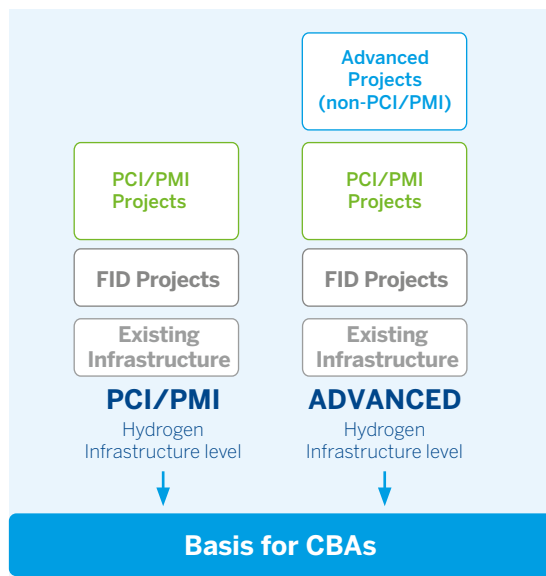 Advanced
Projects
(non-PCI/PMI)
PCI/PMI
Projects
PCI/PMI
Projects
FID Projects
FID Projects
Existing
Infrastructure
Existing
Infrastructure
PCI/PMI
ADVANCED
Hydrogen
Infrastructure level
Hydrogen
Infrastructure level
Basis for CBAs